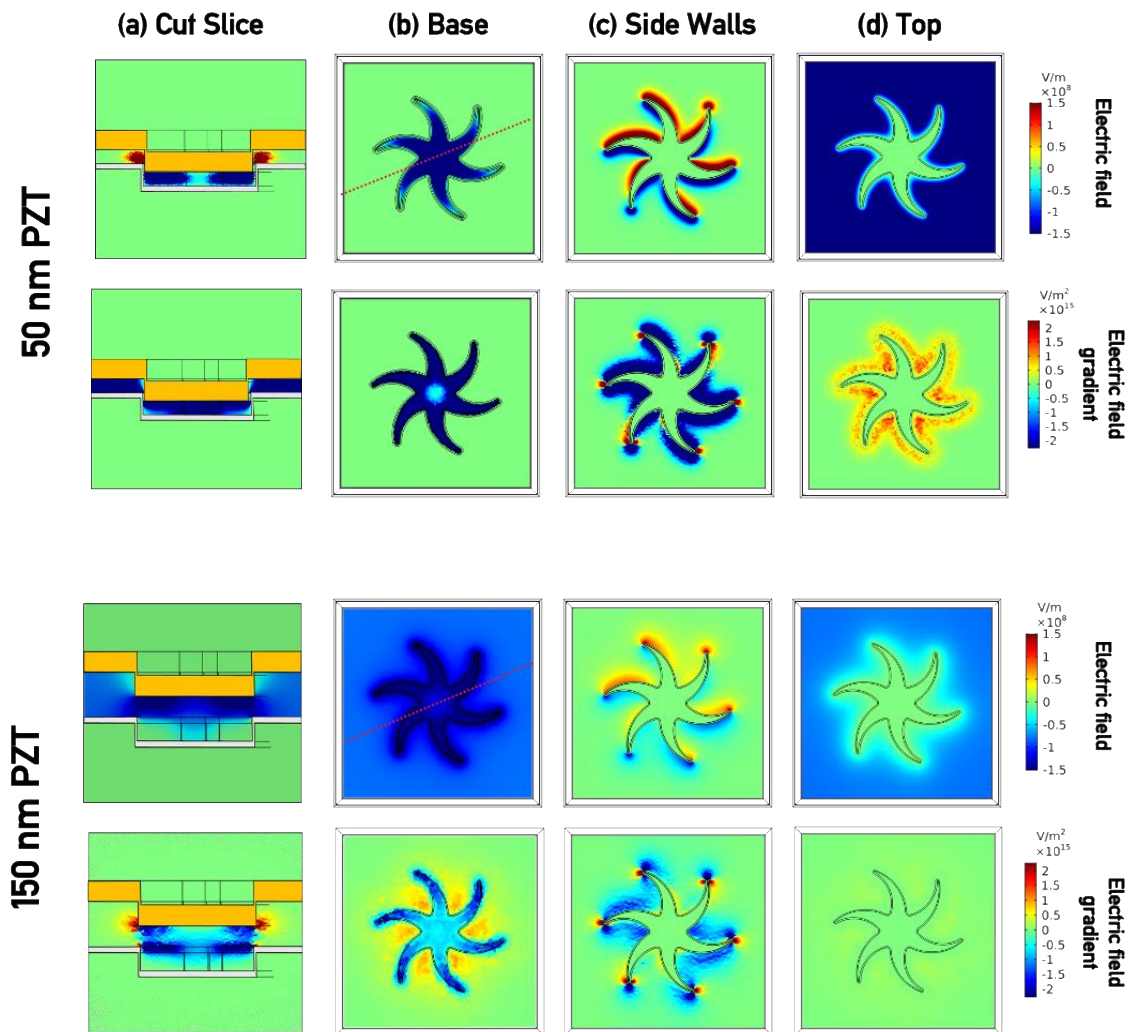 (a) Cut Slice
(b) Base
(c) Side Walls
(d) Top
50 nm PZT
V/m
×10⁸
1.5
1
0.5
0
-0.5
-1
-1.5
Electric field
V/m²
×10¹⁵
2
1.5
1
0.5
0
-0.5
-1
-1.5
-2
Electric field
gradient
150 nm PZT
V/m
×10⁸
1.5
1
0.5
0
-0.5
-1
-1.5
Electric field
V/m²
×10¹⁵
2
1.5
1
0.5
0
-0.5
-1
-1.5
-2
Electric field
gradient